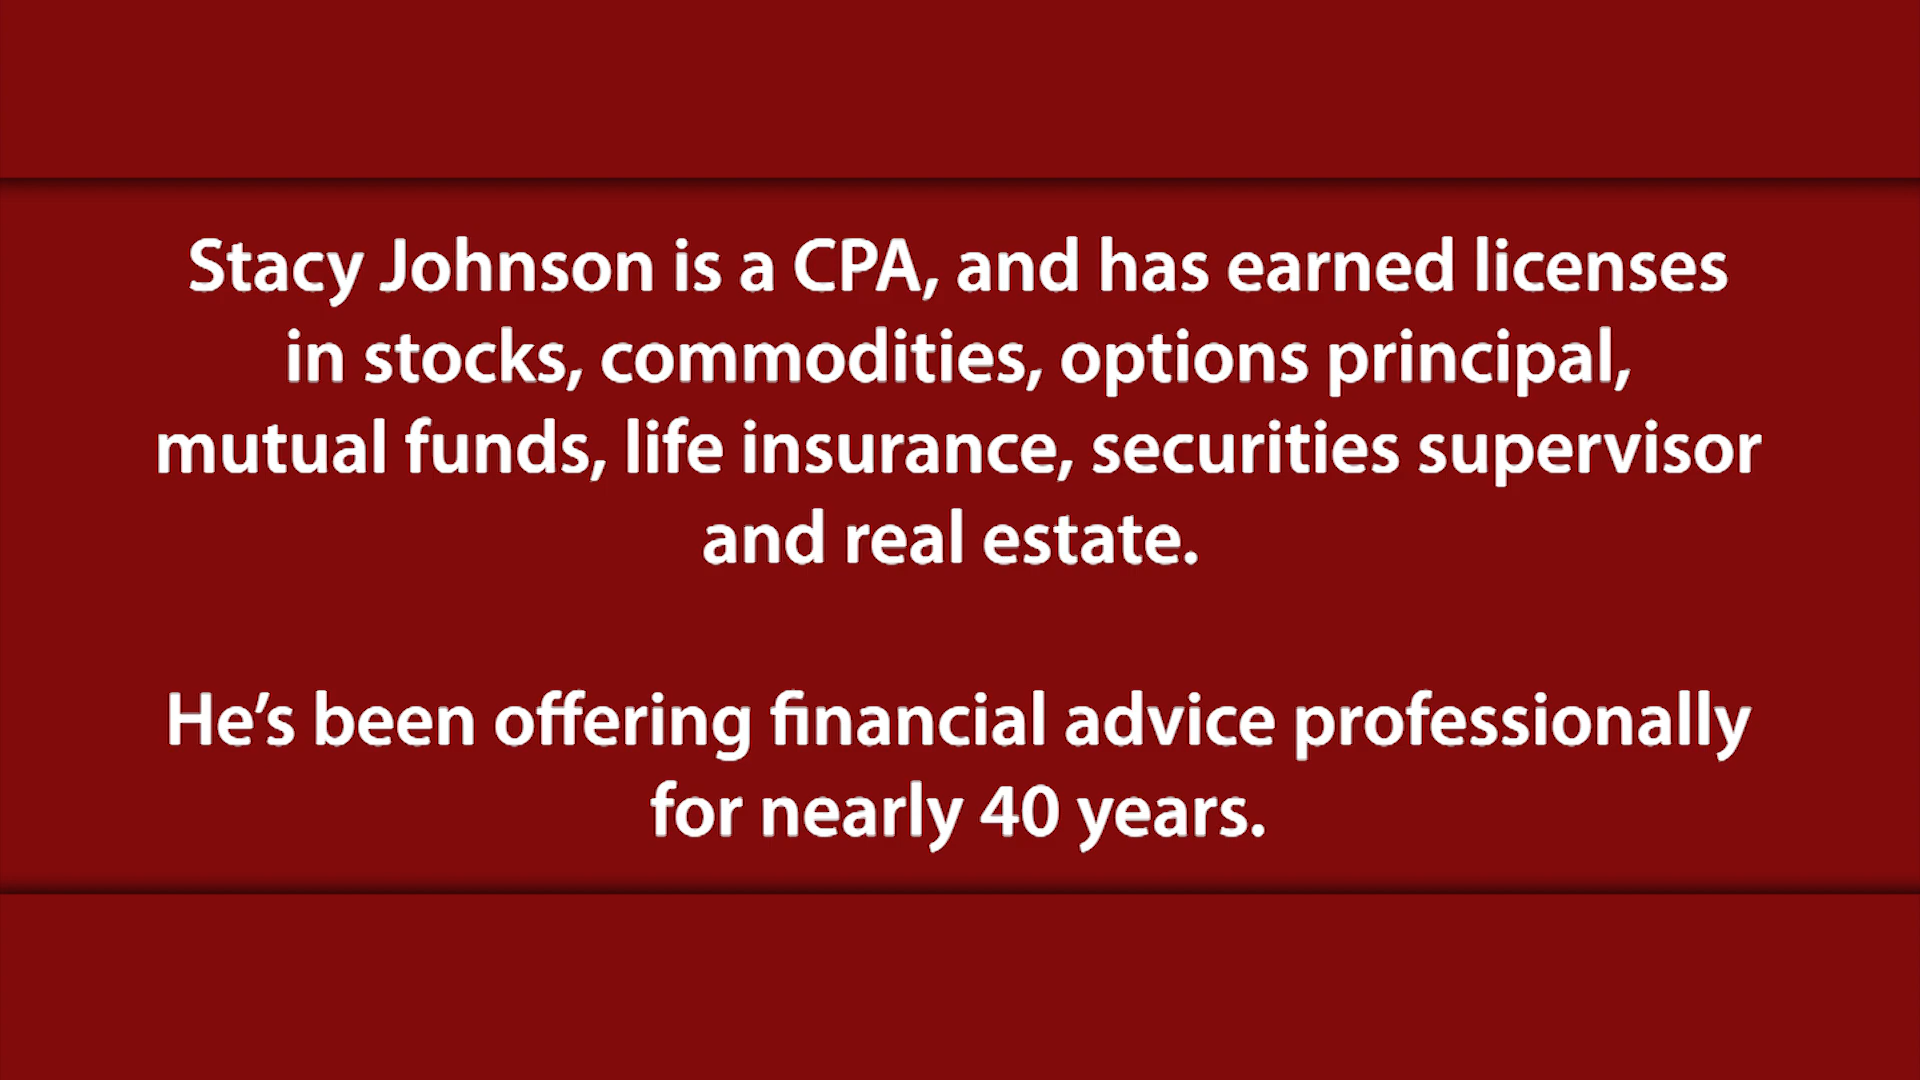 Stacy Johnson is a CPA, and has earned licenses
in stocks, commodities, options principal,
mutual funds, life insurance, securities supervisor
and real estate.
He’s been offering financial advice professionally
for nearly 40 years.